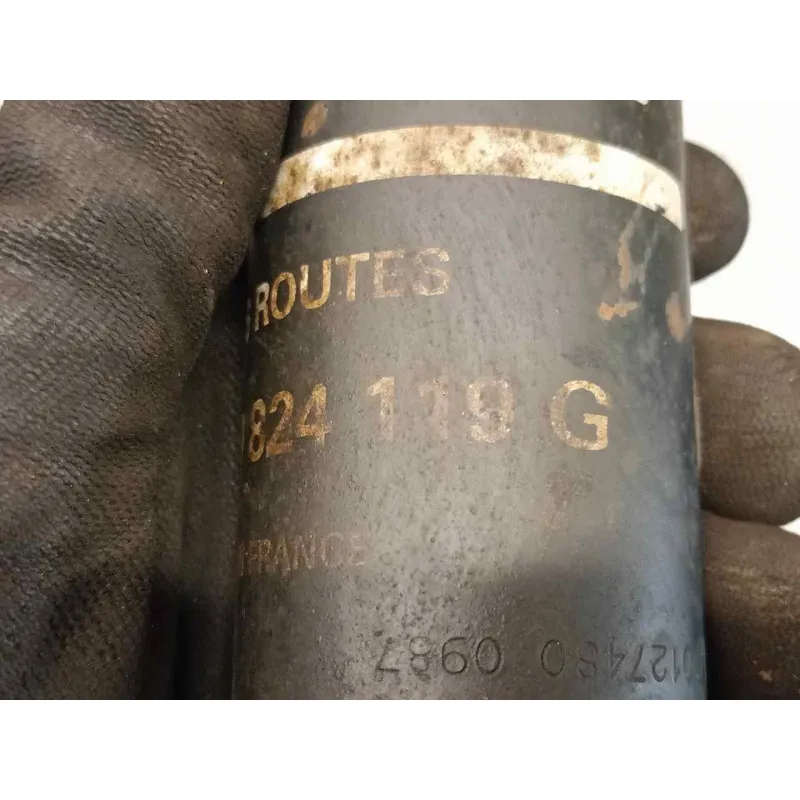 ROUTES
824 119 G
FRANCE
0127480 0987